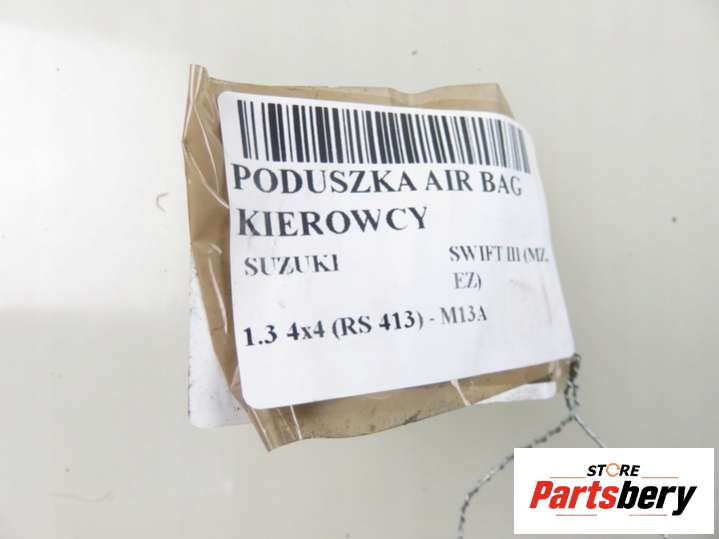 PODUSZKA AIR BAG
KIEROWCY
SUZUKI SWIFT III (MZ,
EZ)
1.3 4x4 (RS 413) - M13A
STORE
Partsbery